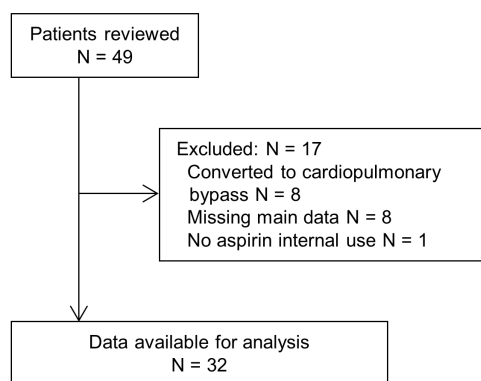 Patients reviewed
N = 49
Excluded: N = 17
Converted to cardiopulmonary
bypass N = 8
Missing main data N = 8
No aspirin internal use N = 1
Data available for analysis
N = 32